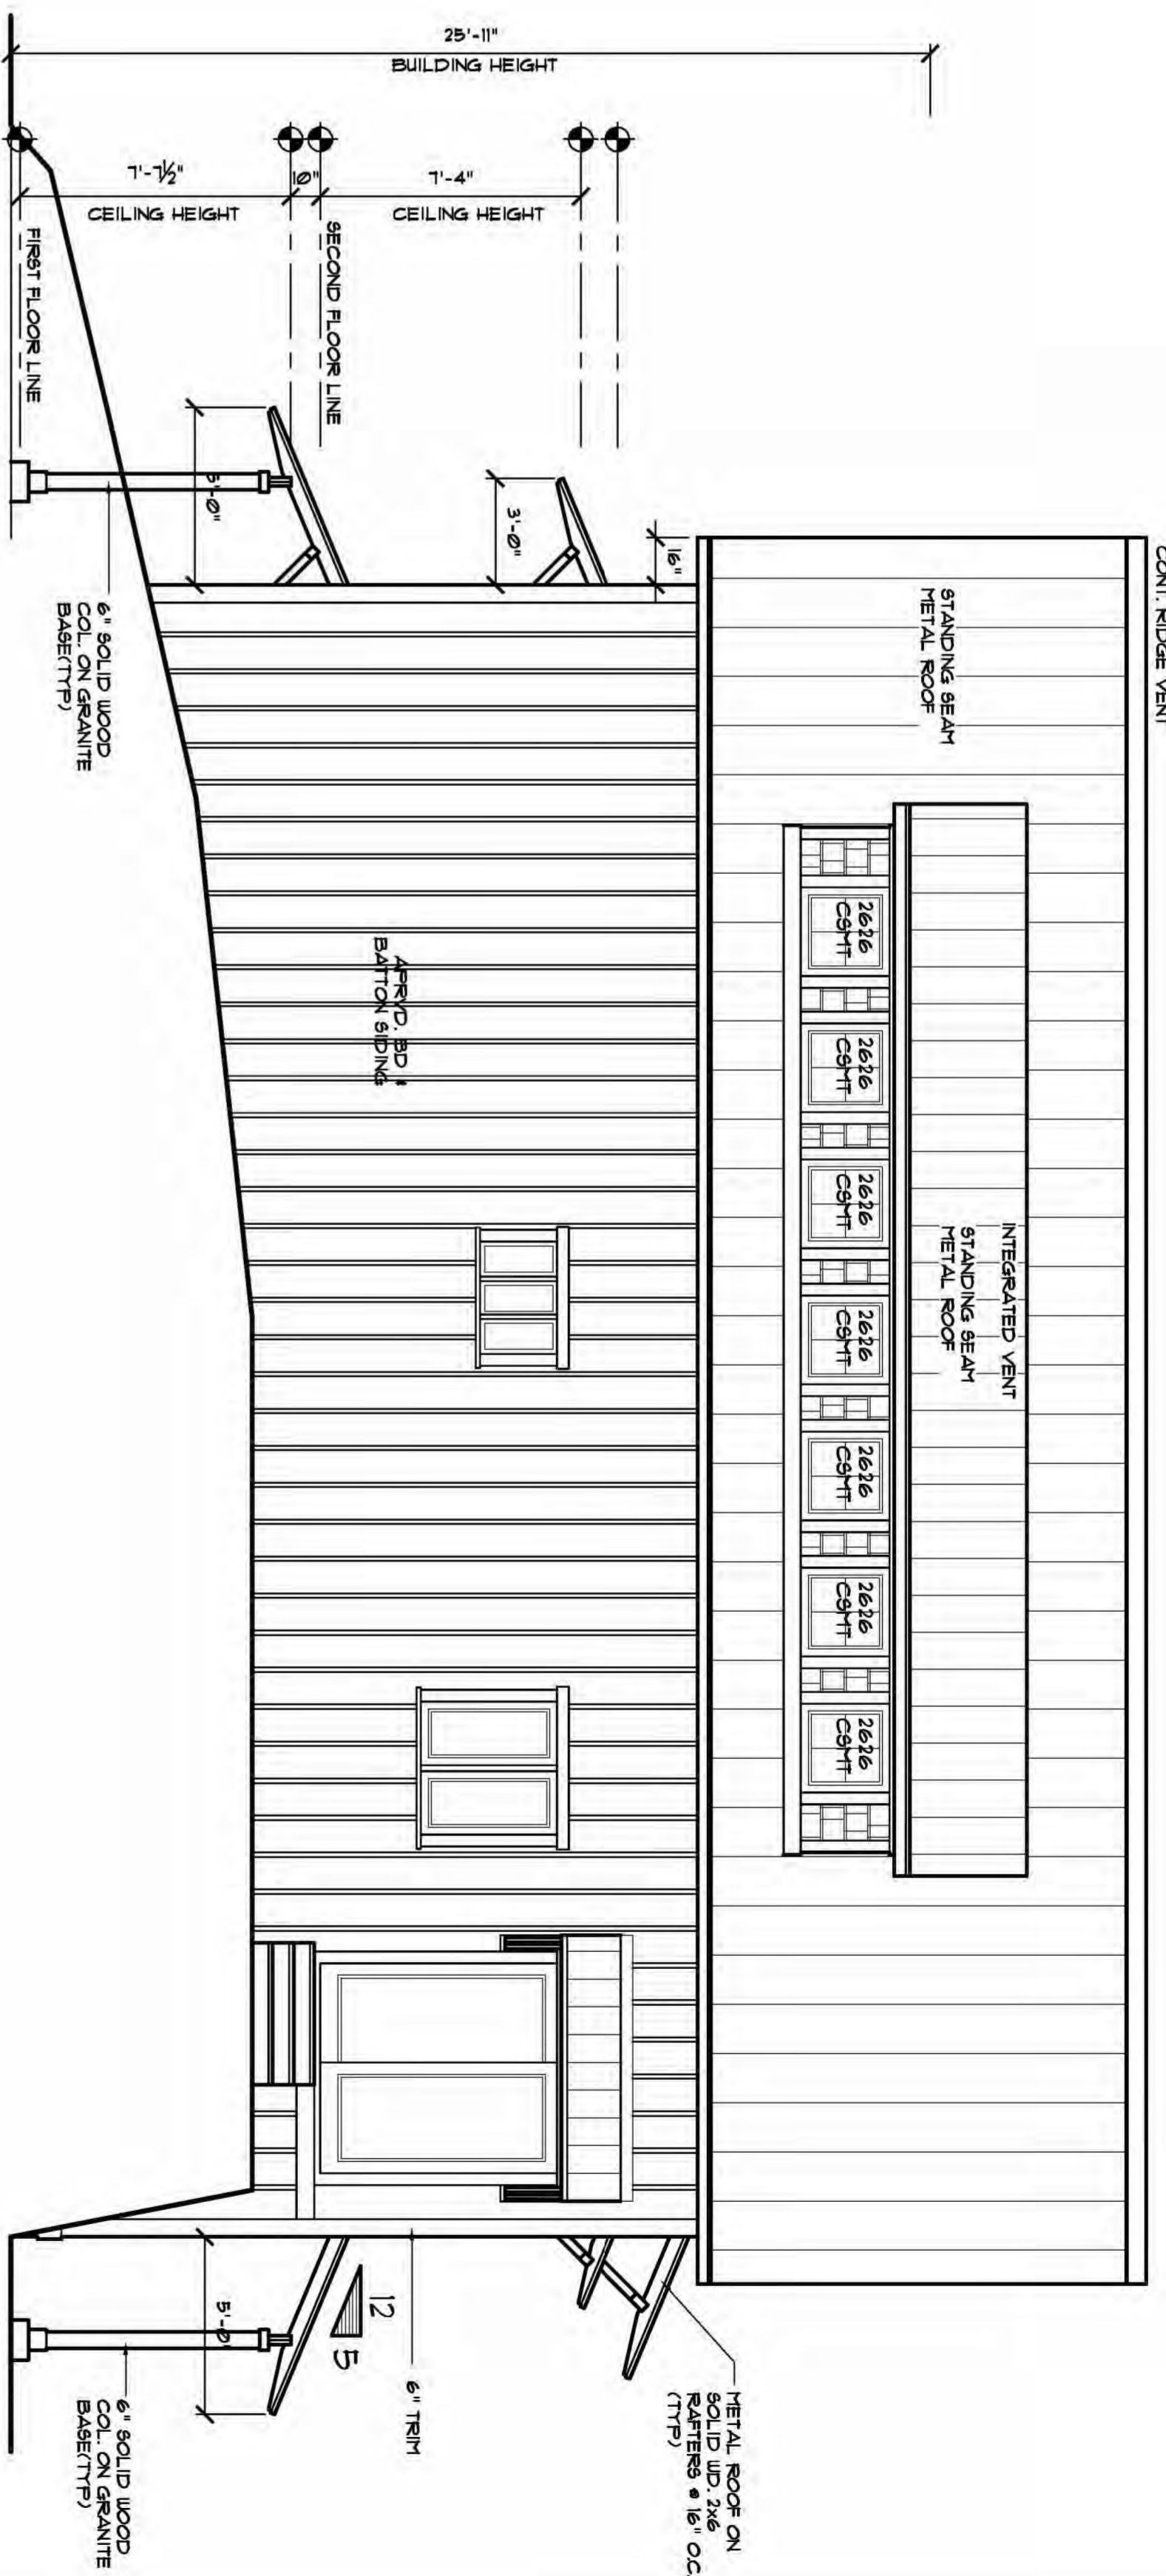 CONT. RIDGE VENT
STANDING SEAM
METAL ROOF
INTEGRATED VENT
STANDING SEAM
METAL ROOF
2626
CSMT
2626
CSMT
2626
CSMT
2626
CSMT
2626
CSMT
2626
CSMT
2626
CSMT
25'-11"
BUILDING HEIGHT
7'-7½"
CEILING HEIGHT
10"
7'-4"
CEILING HEIGHT
FIRST FLOOR LINE
SECOND FLOOR LINE
5'-0"
3'-0"
16"
6" SOLID WOOD
COL. ON GRANITE
BASE(TYP)
APRVD. BD &
BATTON SIDING
METAL ROOF ON
SOLID WD. 2x6
RAFTERS @ 16" O.C.
(TYP)
12
5
6" TRIM
5'-0"
6" SOLID WOOD
COL. ON GRANITE
BASE(TYP)